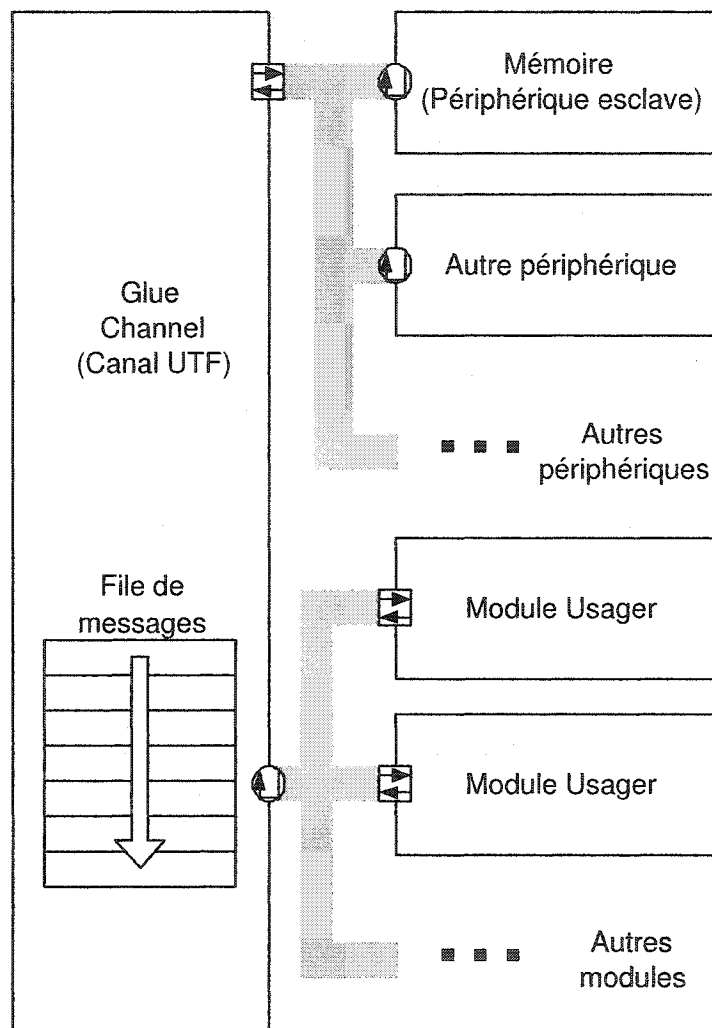 Mémoire
(Périphérique esclave)
Autre périphérique
Glue
Channel
(Canal UTF)
Autres
périphériques
File de
messages
Module Usager
Module Usager
Autres
modules